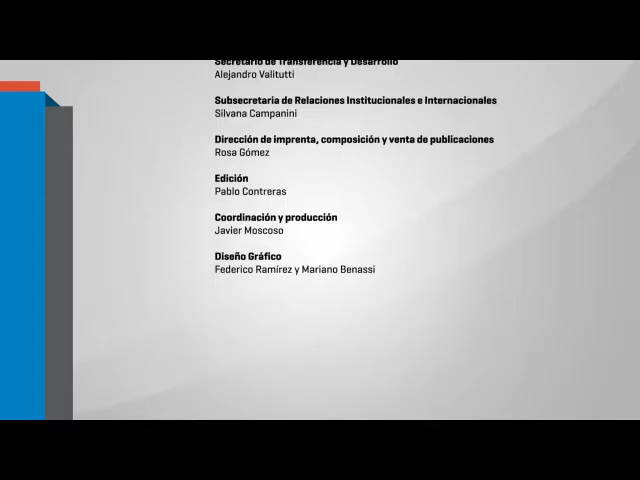 Secretario de Transferencia y Desarrollo
Alejandro Valitutti
Subsecretaria de Relaciones Institucionales e Internacionales
Silvana Campanini
Dirección de imprenta, composición y venta de publicaciones
Rosa Gómez
Edición
Pablo Contreras
Coordinación y producción
Javier Moscoso
Diseño Gráfico
Federico Ramírez y Mariano Benassi